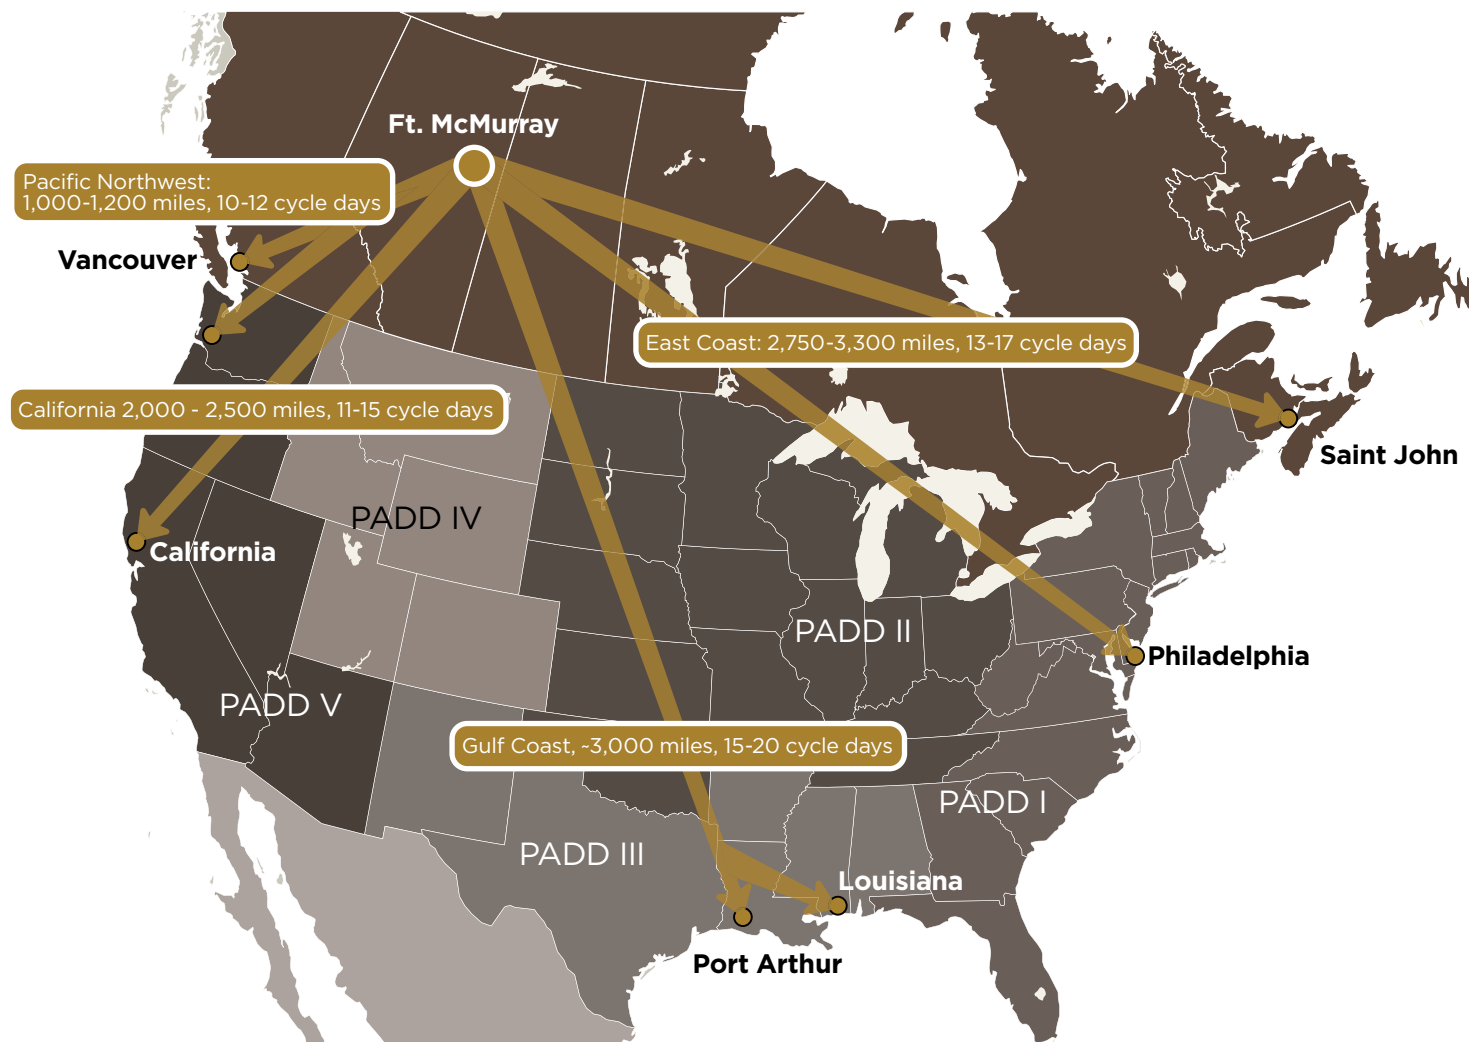 Ft. McMurray
Pacific Northwest:
1,000-1,200 miles, 10-12 cycle days
Vancouver
East Coast: 2,750-3,300 miles, 13-17 cycle days
California 2,000 - 2,500 miles, 11-15 cycle days
Saint John
PADD IV
California
PADD II
Philadelphia
PADD V
Gulf Coast, ~3,000 miles, 15-20 cycle days
PADD I
PADD III
Louisiana
Port Arthur